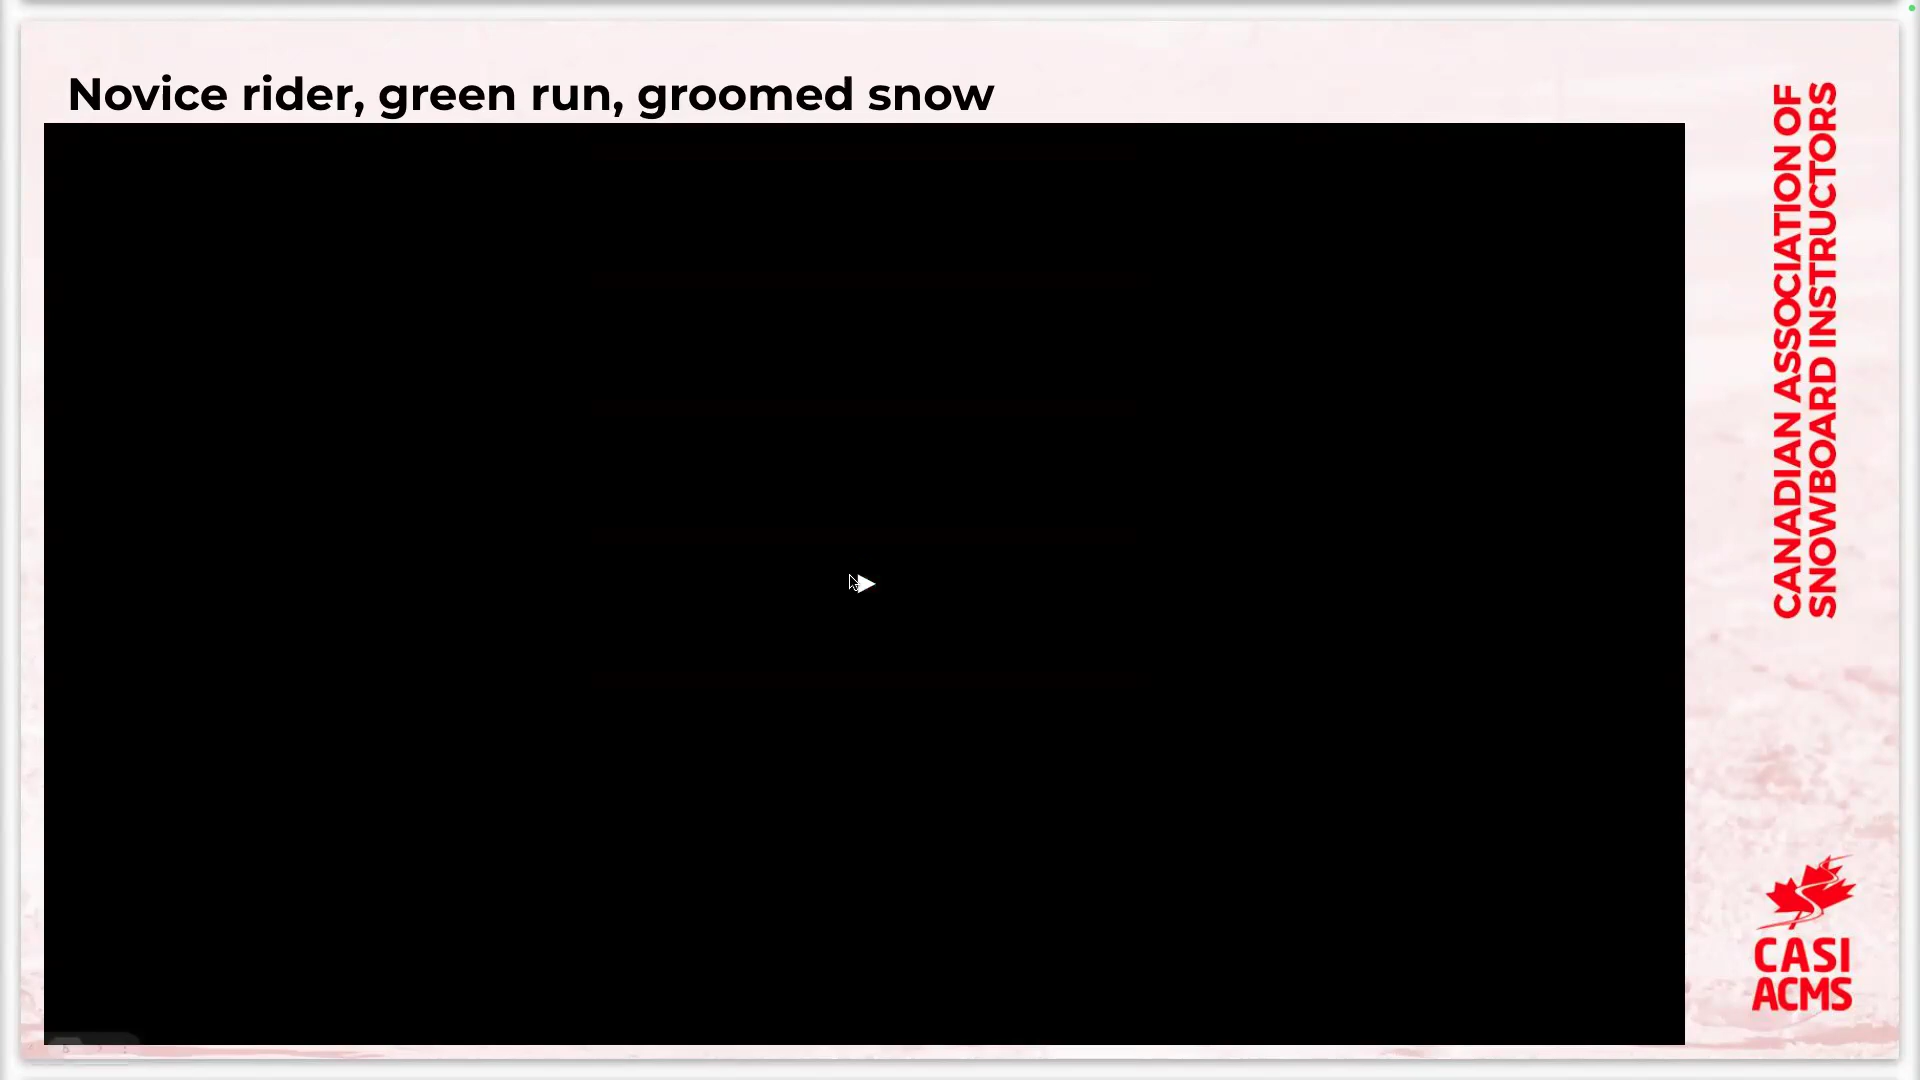 Novice rider, green run, groomed snow
CANADIAN ASSOCIATION OF
SNOWBOARD INSTRUCTORS
CASI
ACMS